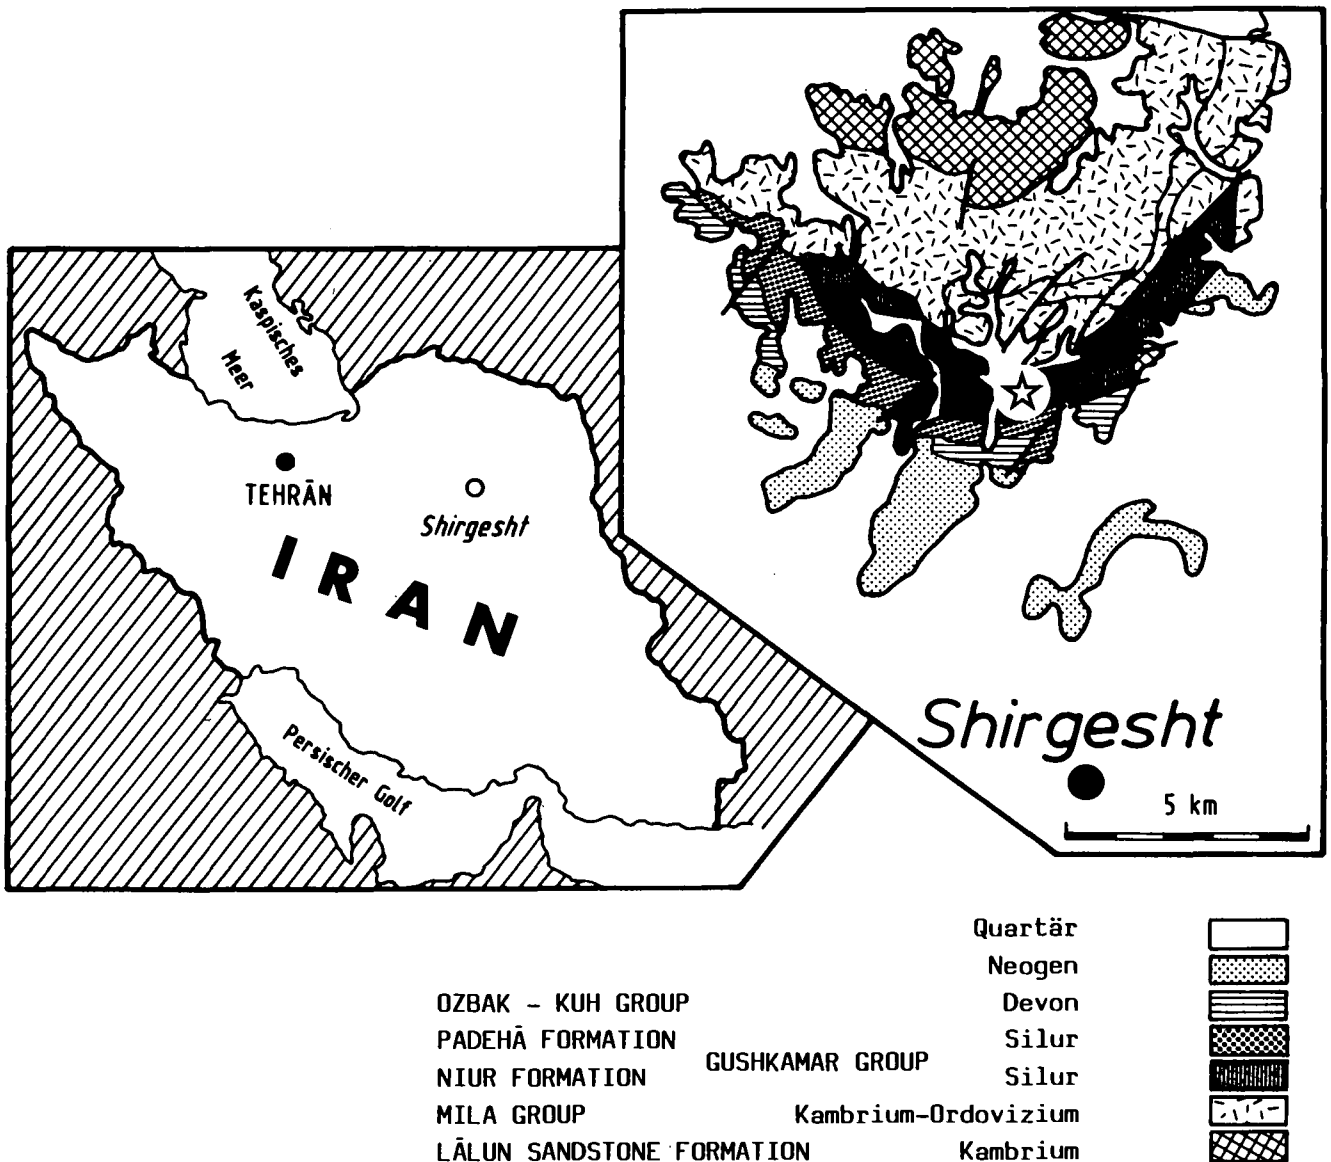 Kaspisches
Meer
TEHRĀN
Shirgesht
IRAN
Persischer Golf
Shirgesht
5 km
Quartär
Neogen
OZBAK - KUH GROUP Devon
PADEHĀ FORMATION Silur
GUSHKAMAR GROUP
NIUR FORMATION Silur
MILA GROUP Kambrium-Ordovizium
LĀLUN SANDSTONE FORMATION Kambrium